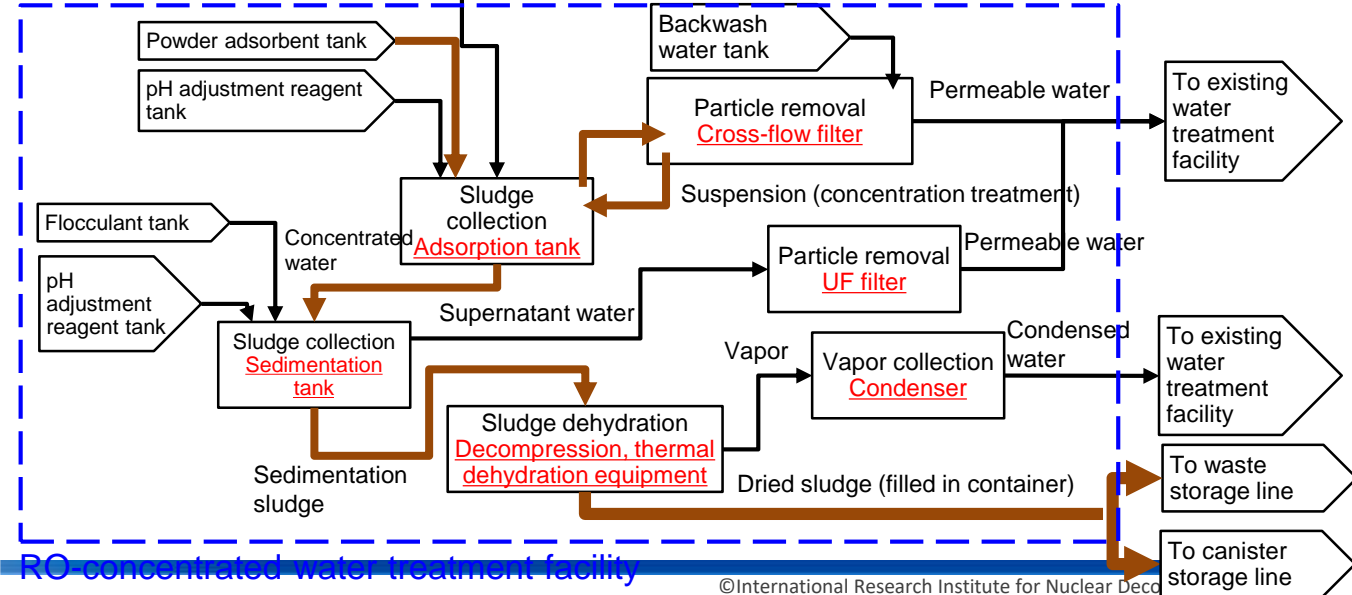 Powder adsorbent tank
pH adjustment reagent
tank
Backwash
water tank
Particle removal
Cross-flow filter
Permeable water
To existing
water
treatment
facility
Sludge
collection
Adsorption tank
Suspension (concentration treatment)
Flocculant tank
Concentrated
water
Particle removal
UF filter
Permeable water
pH
adjustment
reagent tank
Supernatant water
Sludge collection
Sedimentation
tank
Vapor
Vapor collection
Condenser
Condensed
water
To existing
water
treatment
facility
Sludge dehydration
Decompression, thermal
dehydration equipment
Sedimentation
sludge
Dried sludge (filled in container)
To waste
storage line
To canister
storage line
RO-concentrated water treatment facility
©International Research Institute for Nuclear Deco